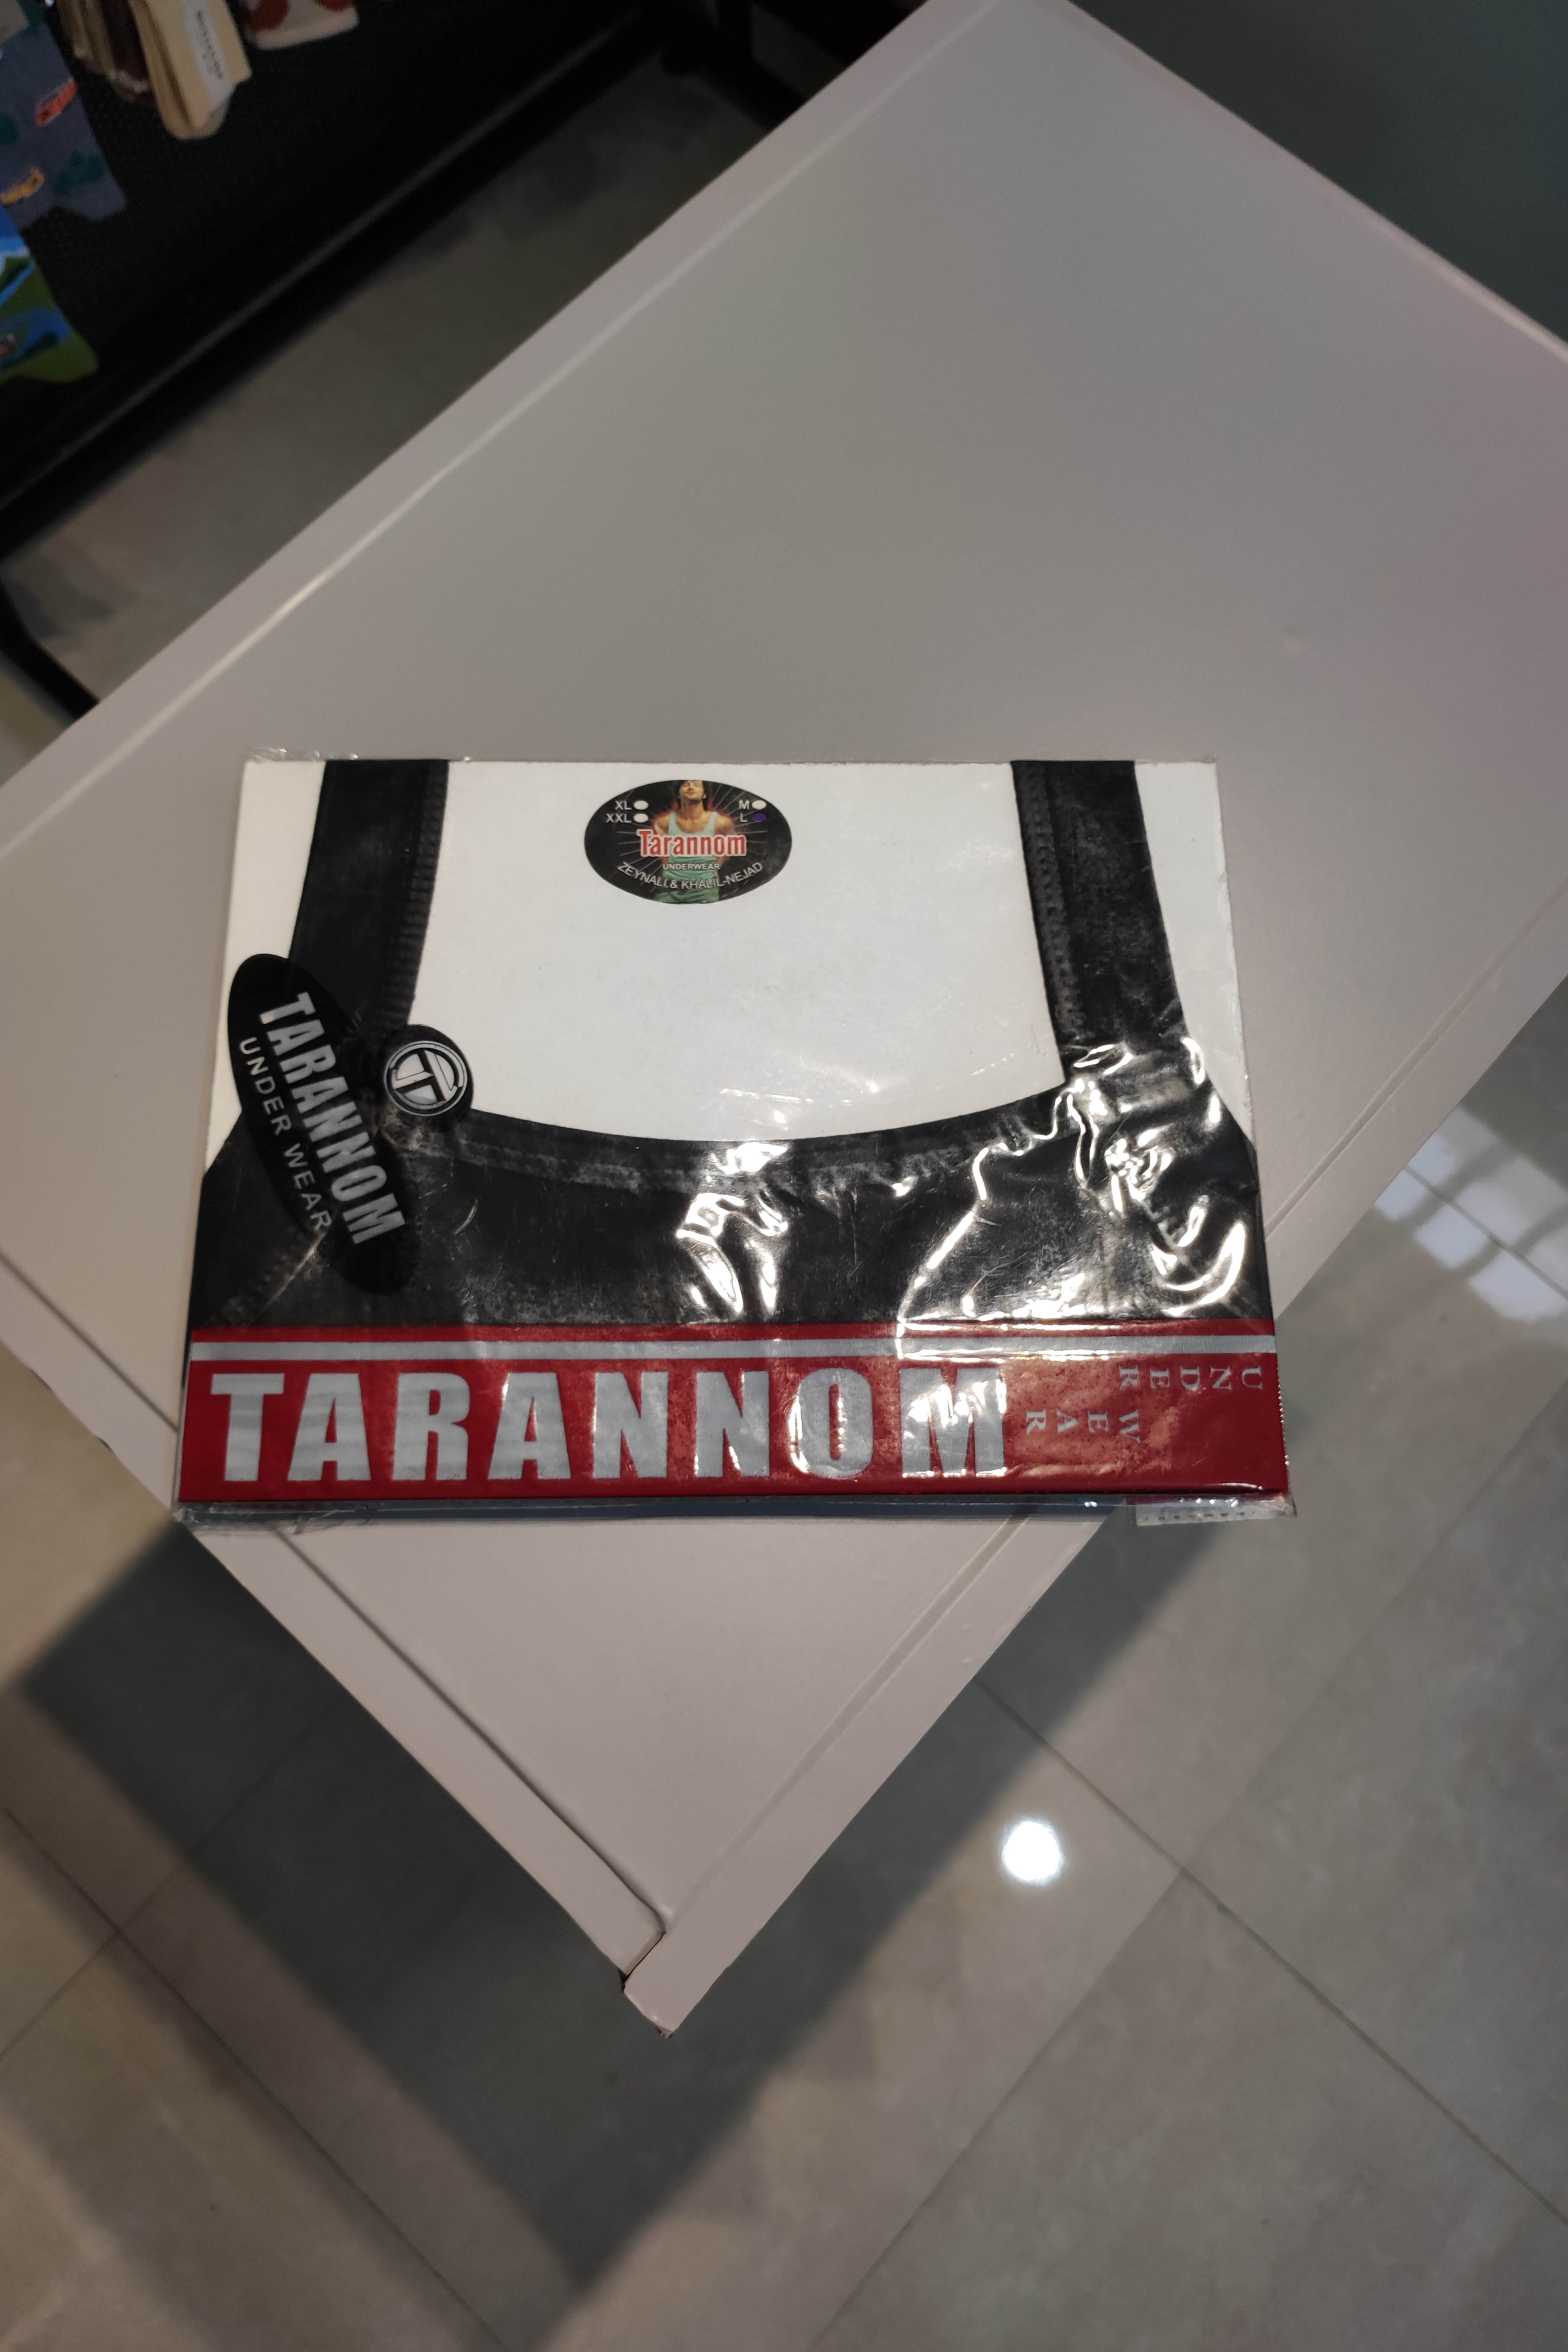 XL M
XXL L
Tarannom
UNDERWEAR
ZEYNALI & KHALIL-NEJAD
TARANNOM
UNDER WEAR
TARANNOM
UNDER
WEAR